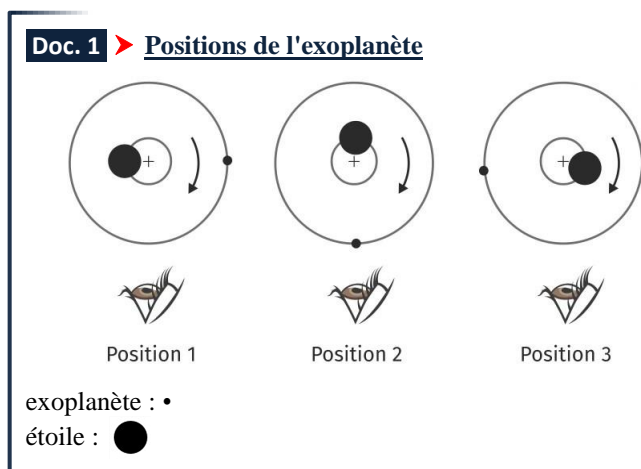 Doc. 1 ➤ Positions de l'exoplanète
Position 1 Position 2 Position 3
exoplanète : •
étoile :